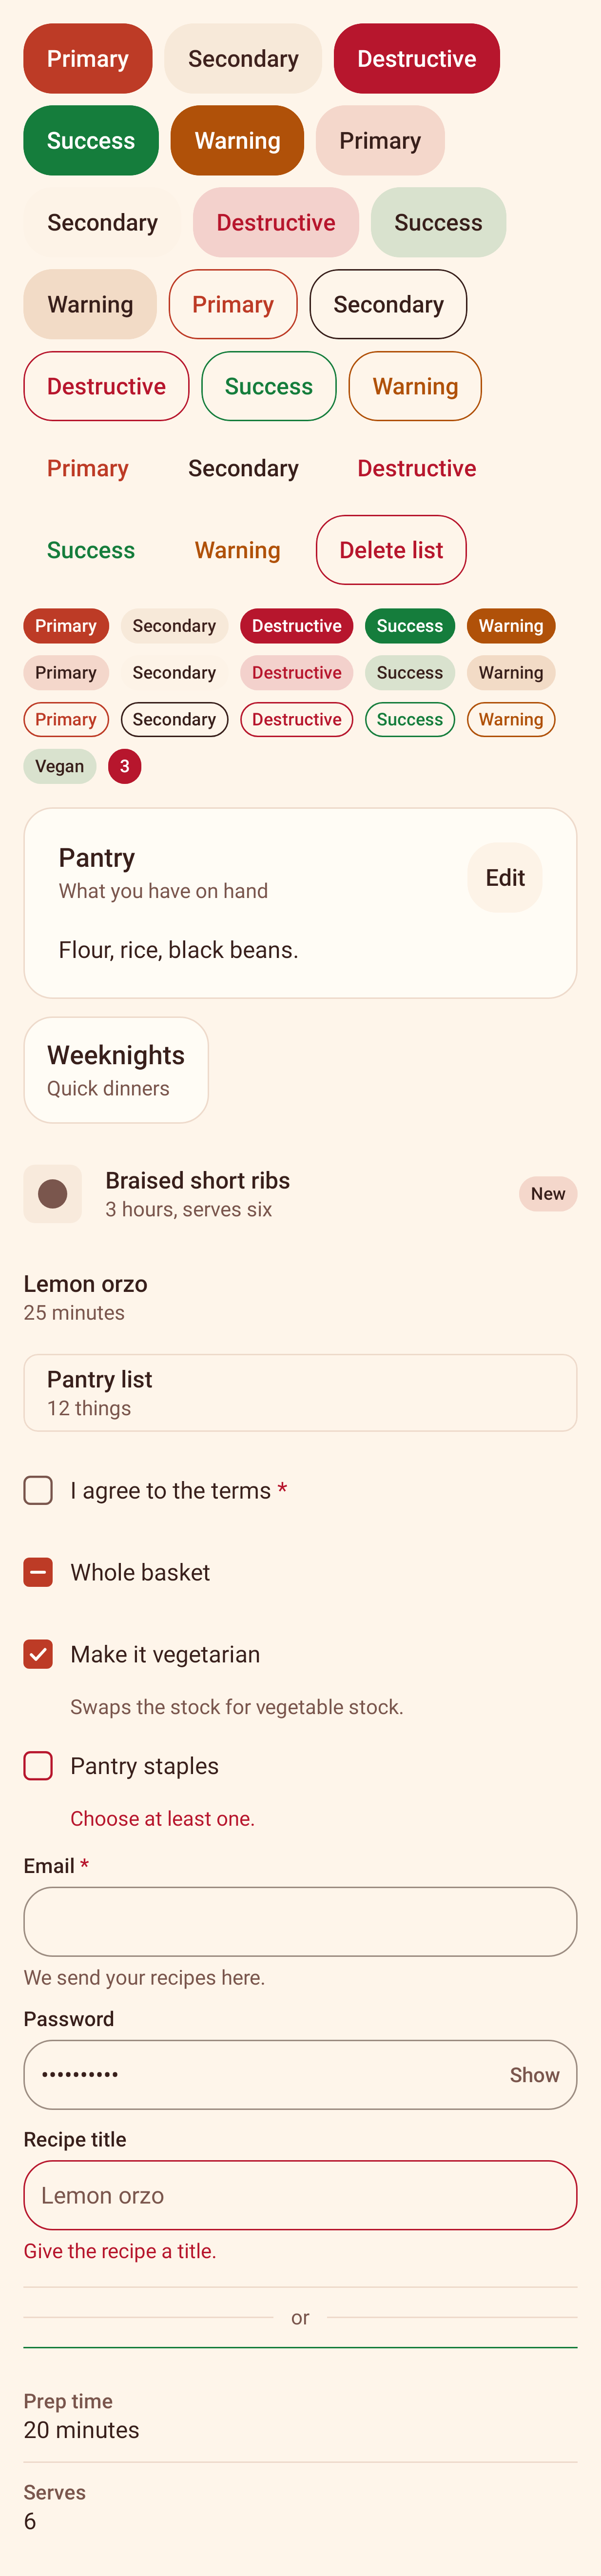 Primary Secondary Destructive
Success Warning Primary
Secondary Destructive Success
Warning Primary Secondary
Destructive Success Warning
Primary Secondary Destructive
Success Warning Delete list
Primary Secondary Destructive Success Warning
Primary Secondary Destructive Success Warning
Primary Secondary Destructive Success Warning
Vegan 3
Pantry
What you have on hand
Edit
Flour, rice, black beans.
Weeknights
Quick dinners
Braised short ribs
3 hours, serves six
New
Lemon orzo
25 minutes
Pantry list
12 things
I agree to the terms *
Whole basket
Make it vegetarian
Swaps the stock for vegetable stock.
Pantry staples
Choose at least one.
Email *
We send your recipes here.
Password
•••••••••• Show
Recipe title
Lemon orzo
Give the recipe a title.
or
Prep time
20 minutes
Serves
6